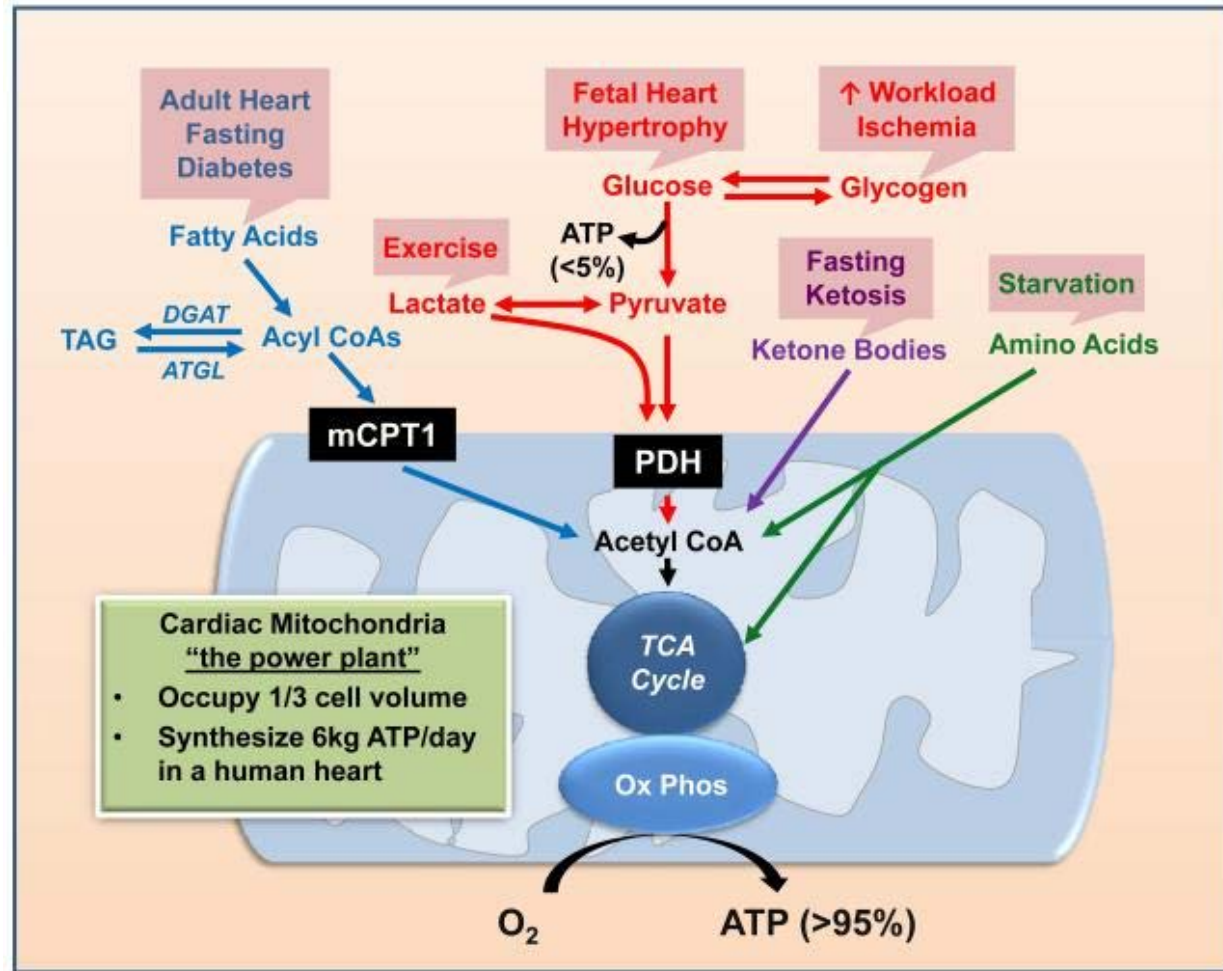 Adult Heart
Fasting
Diabetes
Fetal Heart
Hypertrophy
↑ Workload
Ischemia
Glucose
Glycogen
Fatty Acids
ATP
(<5%)
Exercise
Fasting
Ketosis
Starvation
Lactate
Pyruvate
DGAT
TAG
Acyl CoAs
ATGL
Ketone Bodies
Amino Acids
mCPT1
PDH
Acetyl CoA
Cardiac Mitochondria
“the power plant”
• Occupy 1/3 cell volume
• Synthesize 6kg ATP/day
in a human heart
TCA
Cycle
Ox Phos
O₂
ATP (>95%)